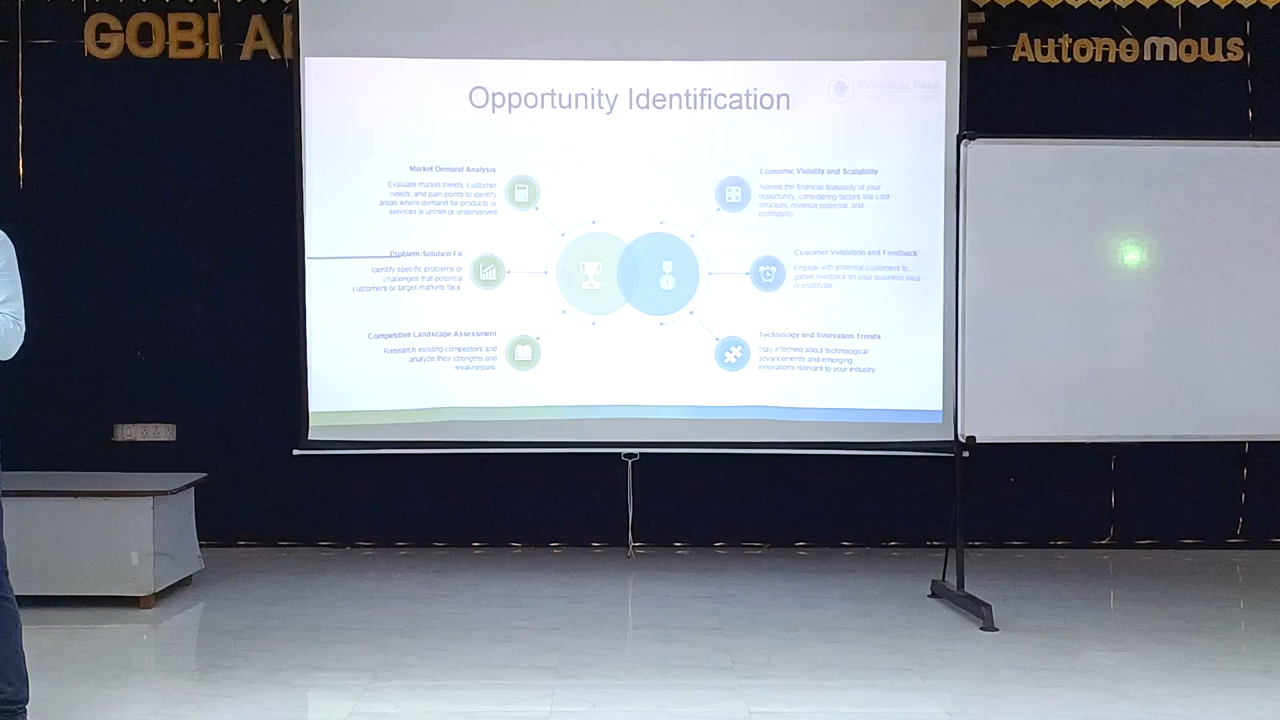 GOBI A
E
Autonomous
Opportunity Identification
Market Demand Analysis
Evaluate market trends, customer
needs, and pain points to identify
areas where demand for products or
services is unmet or underserved
Problem-Solution Fit
Identify specific problems or
challenges that potential
customers or target markets face.
Competitive Landscape Assessment
Research existing competitors and
analyze their strengths and
weaknesses
Economic Viability and Scalability
Assess the financial feasibility of your
opportunity, considering factors like cost
structure, revenue potential, and
profitability.
Customer Validation and Feedback
Engage with potential customers to
gather feedback on your business idea
or prototype.
Technology and Innovation Trends
Stay informed about technological
advancements and emerging
innovations relevant to your industry.